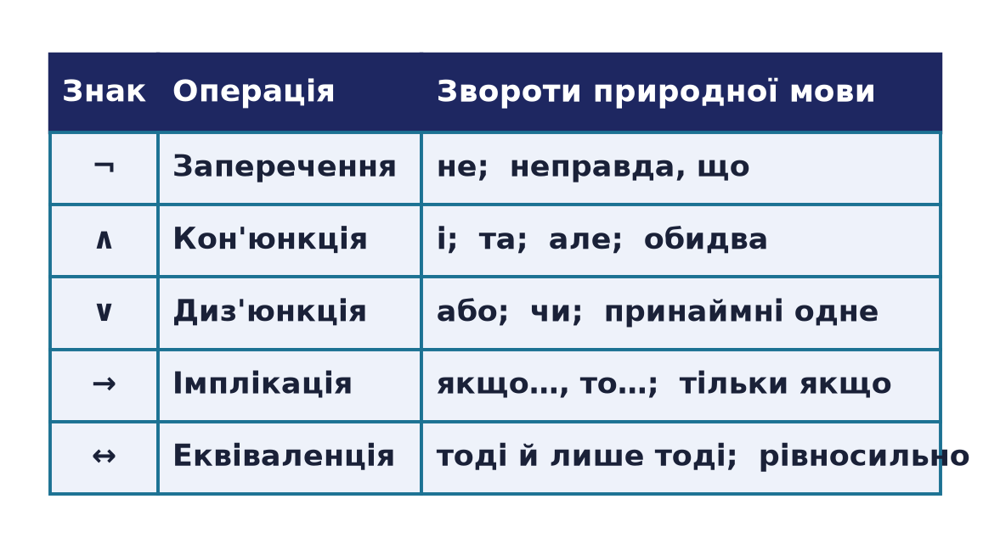 Знак Операція Звороти природної мови
¬ Заперечення не; неправда, що
∧ Кон'юнкція і; та; але; обидва
∨ Диз'юнкція або; чи; принаймні одне
→ Імплікація якщо…, то…; тільки якщо
↔ Еквіваленція тоді й лише тоді; рівносильно